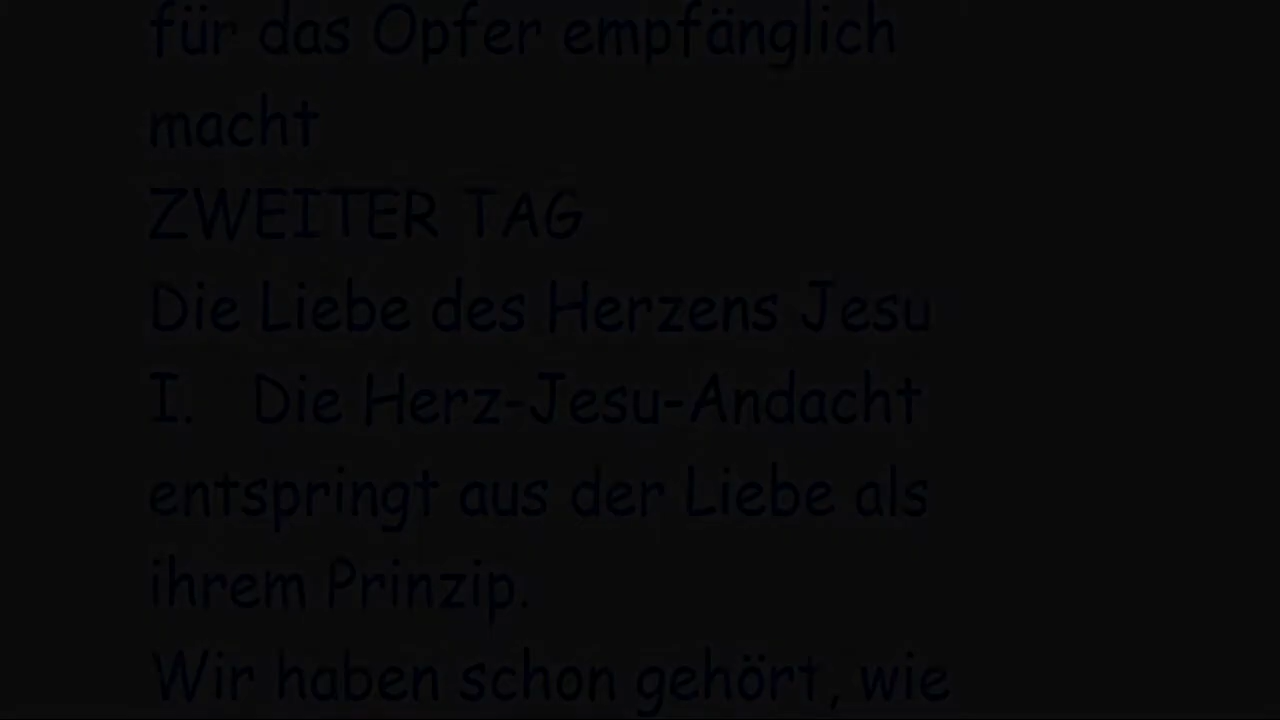 für das Opfer empfänglich
macht
ZWEITER TAG
Die Liebe des Herzens Jesu
I. Die Herz-Jesu-Andacht
entspringt aus der Liebe als
ihrem Prinzip.
Wir haben schon gehört, wie